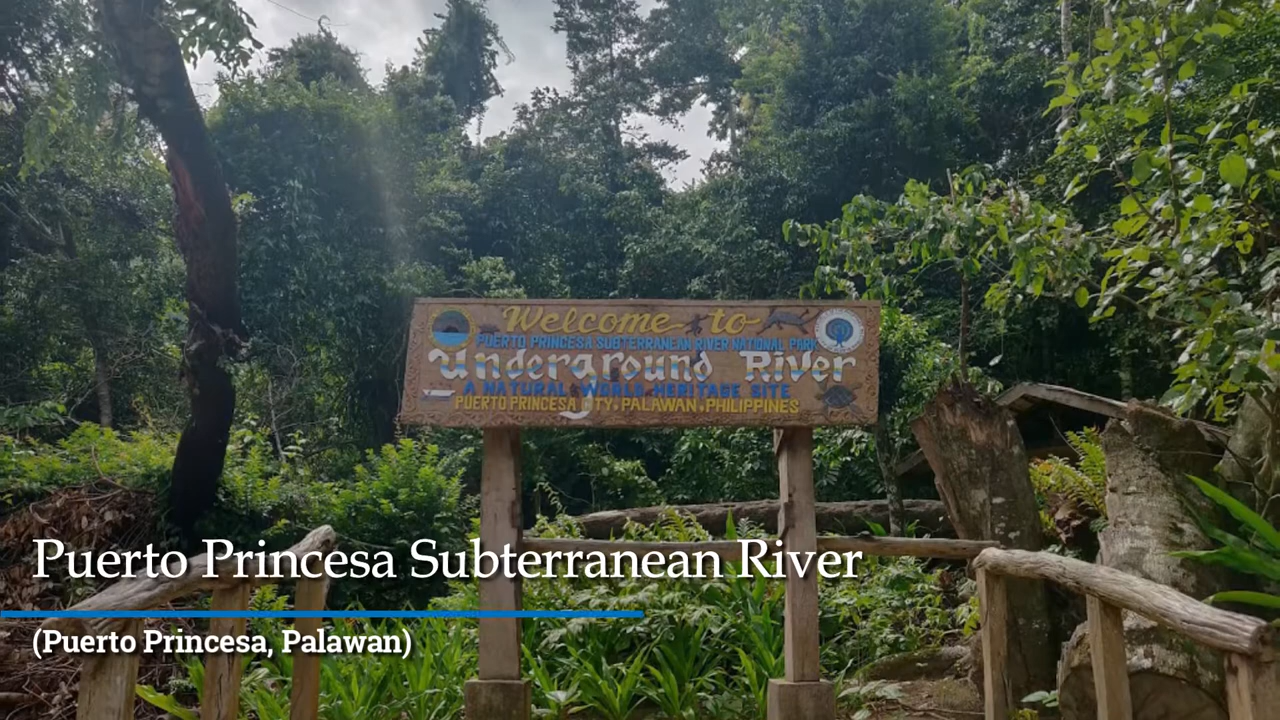 Welcome to
PUERTO PRINCESA SUBTERRANEAN RIVER NATIONAL PARK
Underground River
A NATURAL WORLD HERITAGE SITE
PUERTO PRINCESA ITY, PALAWAN, PHILIPPINES
Puerto Princesa Subterranean River
(Puerto Princesa, Palawan)